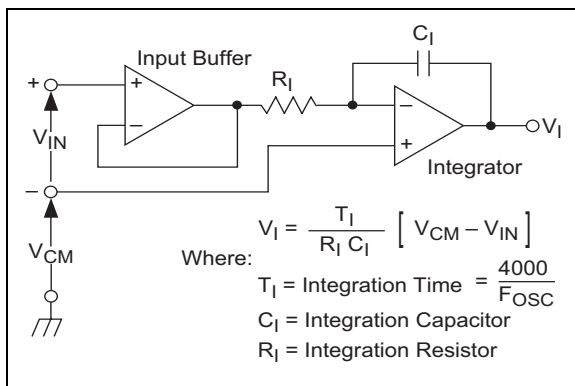 Input Buffer
C_I
R_I
+
+
−
−
+
V_IN
−
V_CM
V_I
Integrator
V_I = T_I / (R_I C_I) [ V_CM – V_IN ]
Where:
T_I = Integration Time = 4000 / F_OSC
C_I = Integration Capacitor
R_I = Integration Resistor